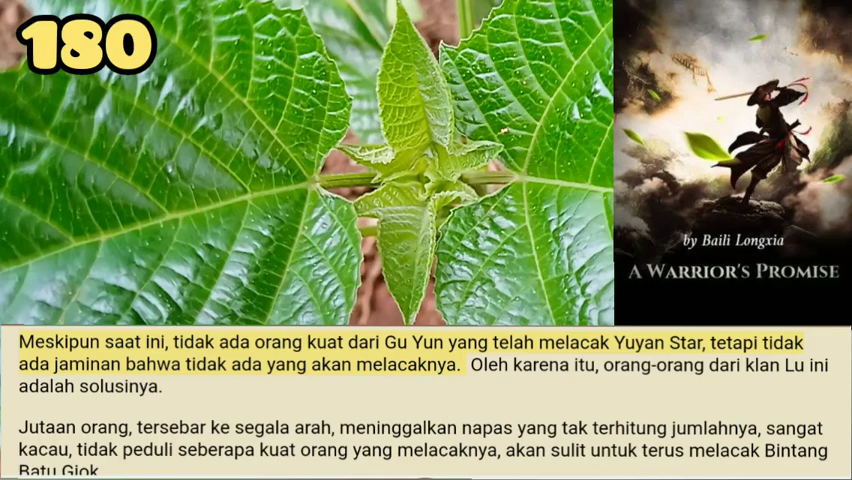 180
by Baili Longxia
A WARRIOR'S PROMISE
Meskipun saat ini, tidak ada orang kuat dari Gu Yun yang telah melacak Yuyan Star, tetapi tidak
ada jaminan bahwa tidak ada yang akan melacaknya. Oleh karena itu, orang-orang dari klan Lu ini
adalah solusinya.
Jutaan orang, tersebar ke segala arah, meninggalkan napas yang tak terhitung jumlahnya, sangat
kacau, tidak peduli seberapa kuat orang yang melacaknya, akan sulit untuk terus melacak Bintang
Batu Giok